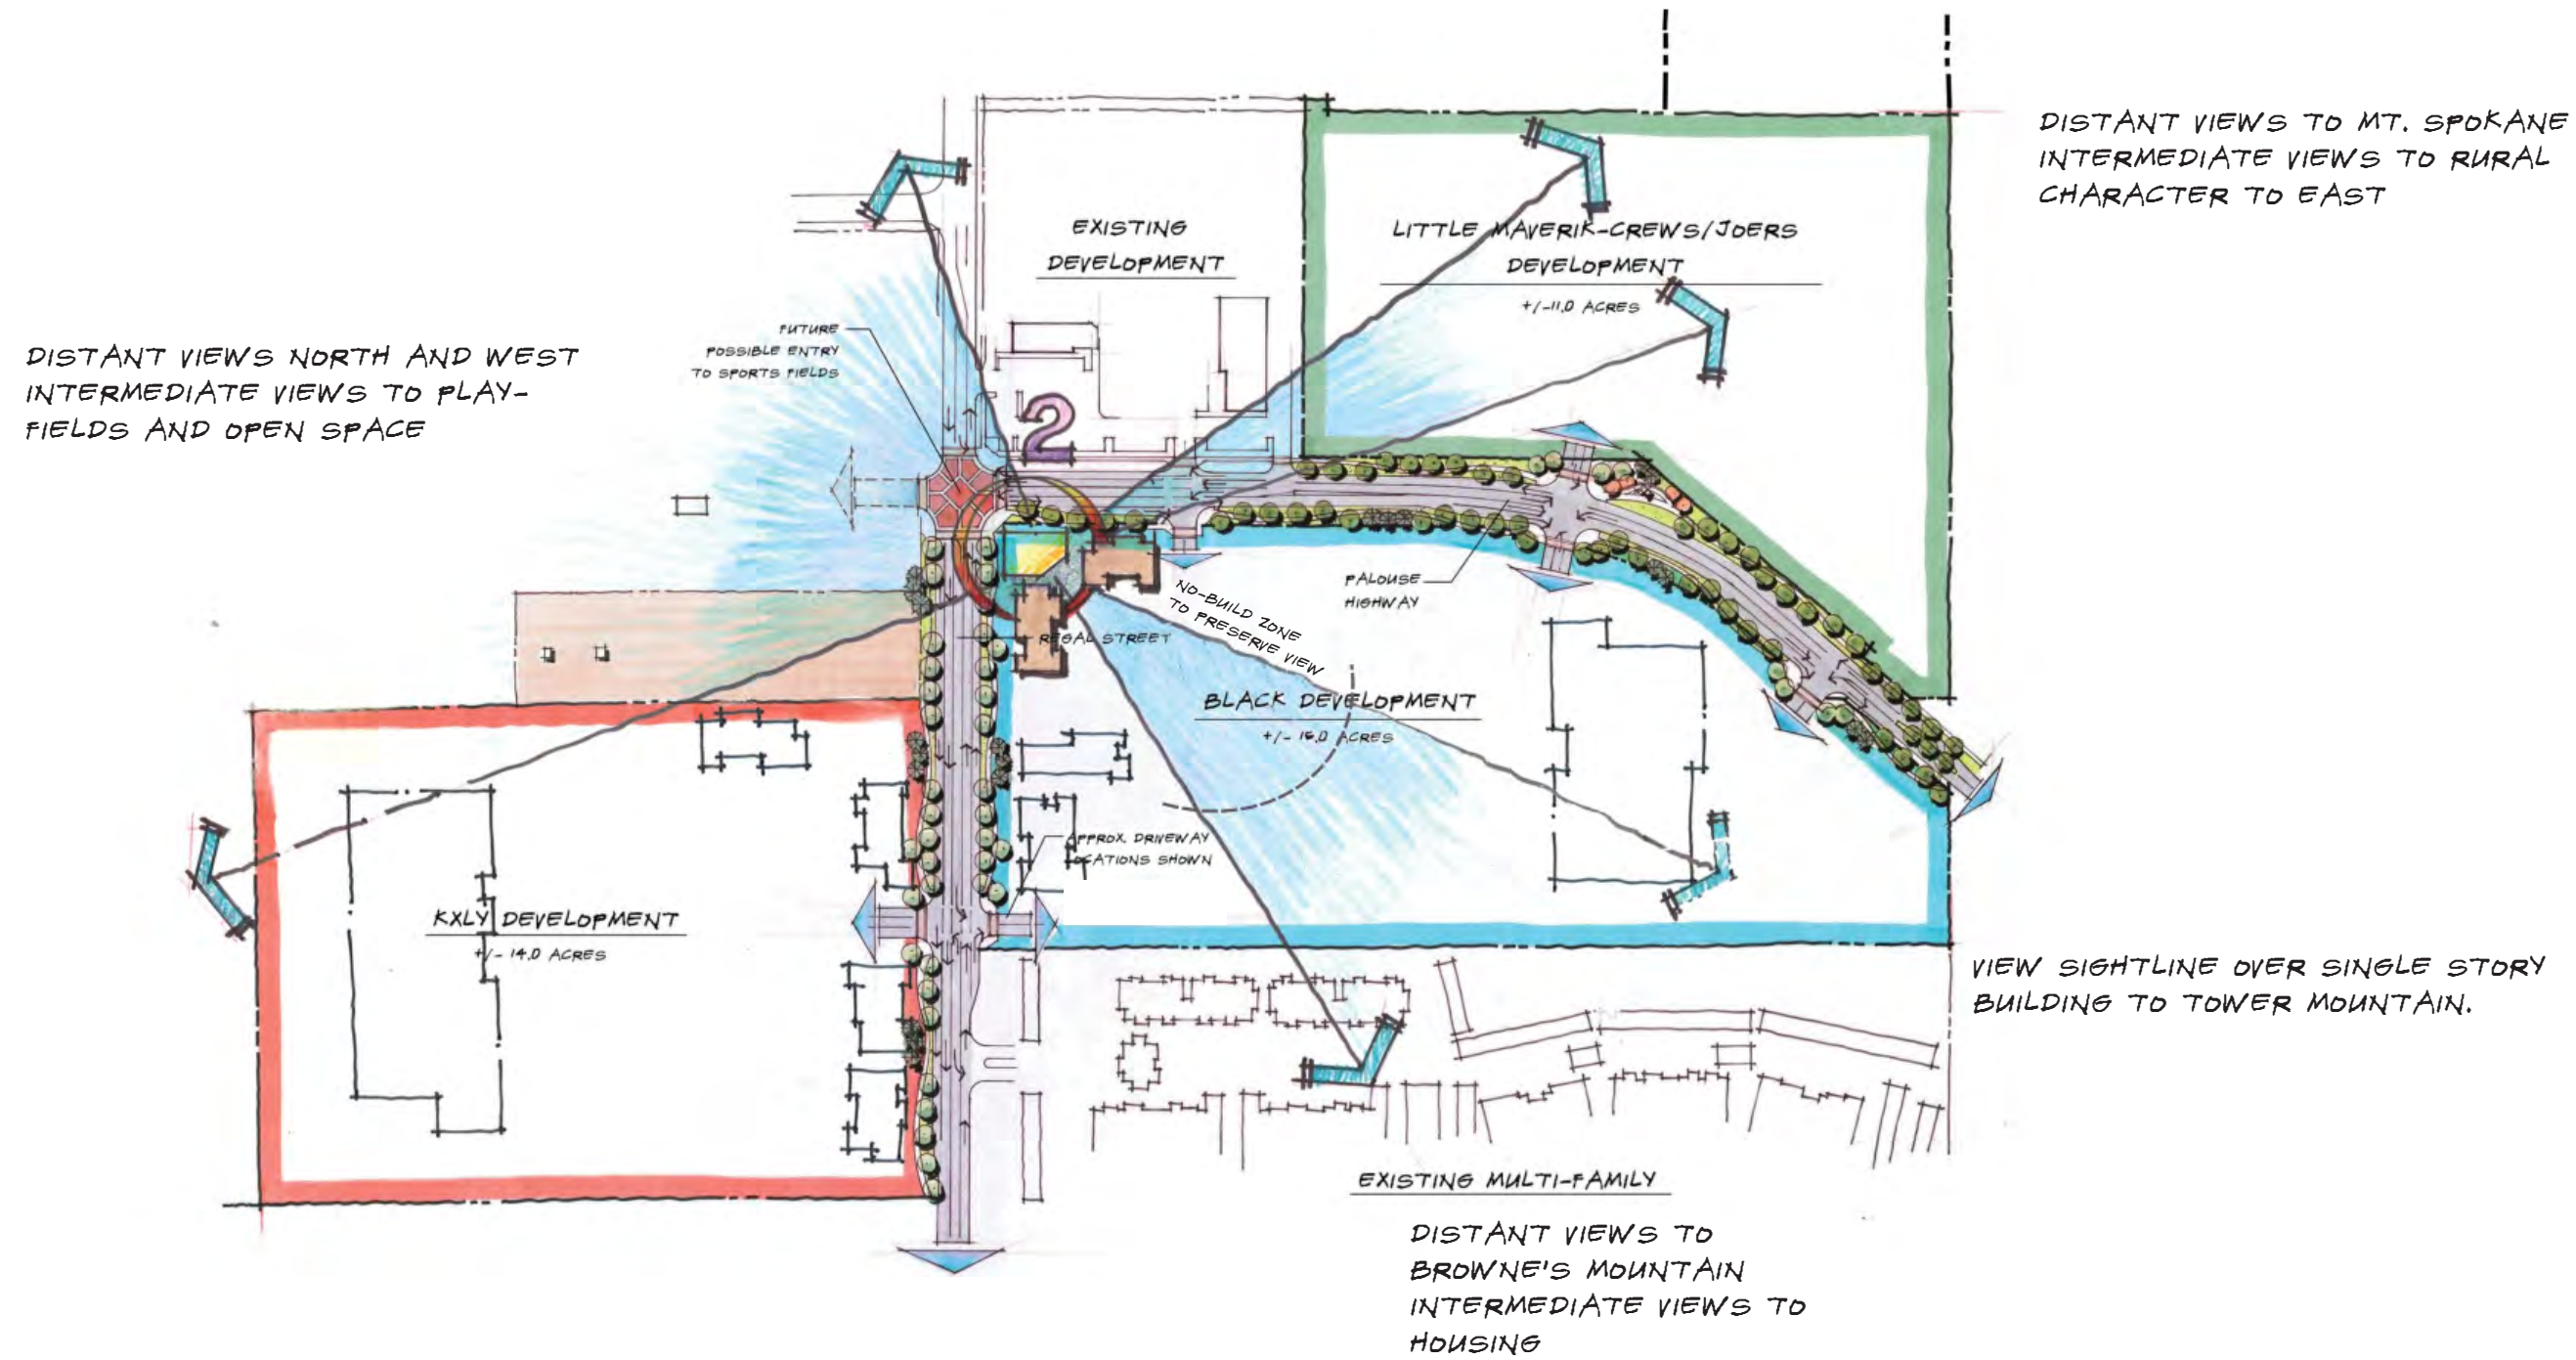 DISTANT VIEWS TO MT. SPOKANE
INTERMEDIATE VIEWS TO RURAL
CHARACTER TO EAST
EXISTING
DEVELOPMENT
LITTLE MAVERIK-CREWS/JOERS
DEVELOPMENT
+/-11.0 ACRES
DISTANT VIEWS NORTH AND WEST
INTERMEDIATE VIEWS TO PLAY-
FIELDS AND OPEN SPACE
FUTURE
POSSIBLE ENTRY
TO SPORTS FIELDS
2
PALOUSE
HIGHWAY
NO-BUILD ZONE
TO PRESERVE VIEW
REGAL STREET
BLACK DEVELOPMENT
+/- ACRES
APPROX. DRIVEWAY
LOCATIONS SHOWN
KXLY DEVELOPMENT
+/- 14.0 ACRES
VIEW SIGHTLINE OVER SINGLE STORY
BUILDING TO TOWER MOUNTAIN.
EXISTING MULTI-FAMILY
DISTANT VIEWS TO
BROWNE'S MOUNTAIN
INTERMEDIATE VIEWS TO
HOUSING